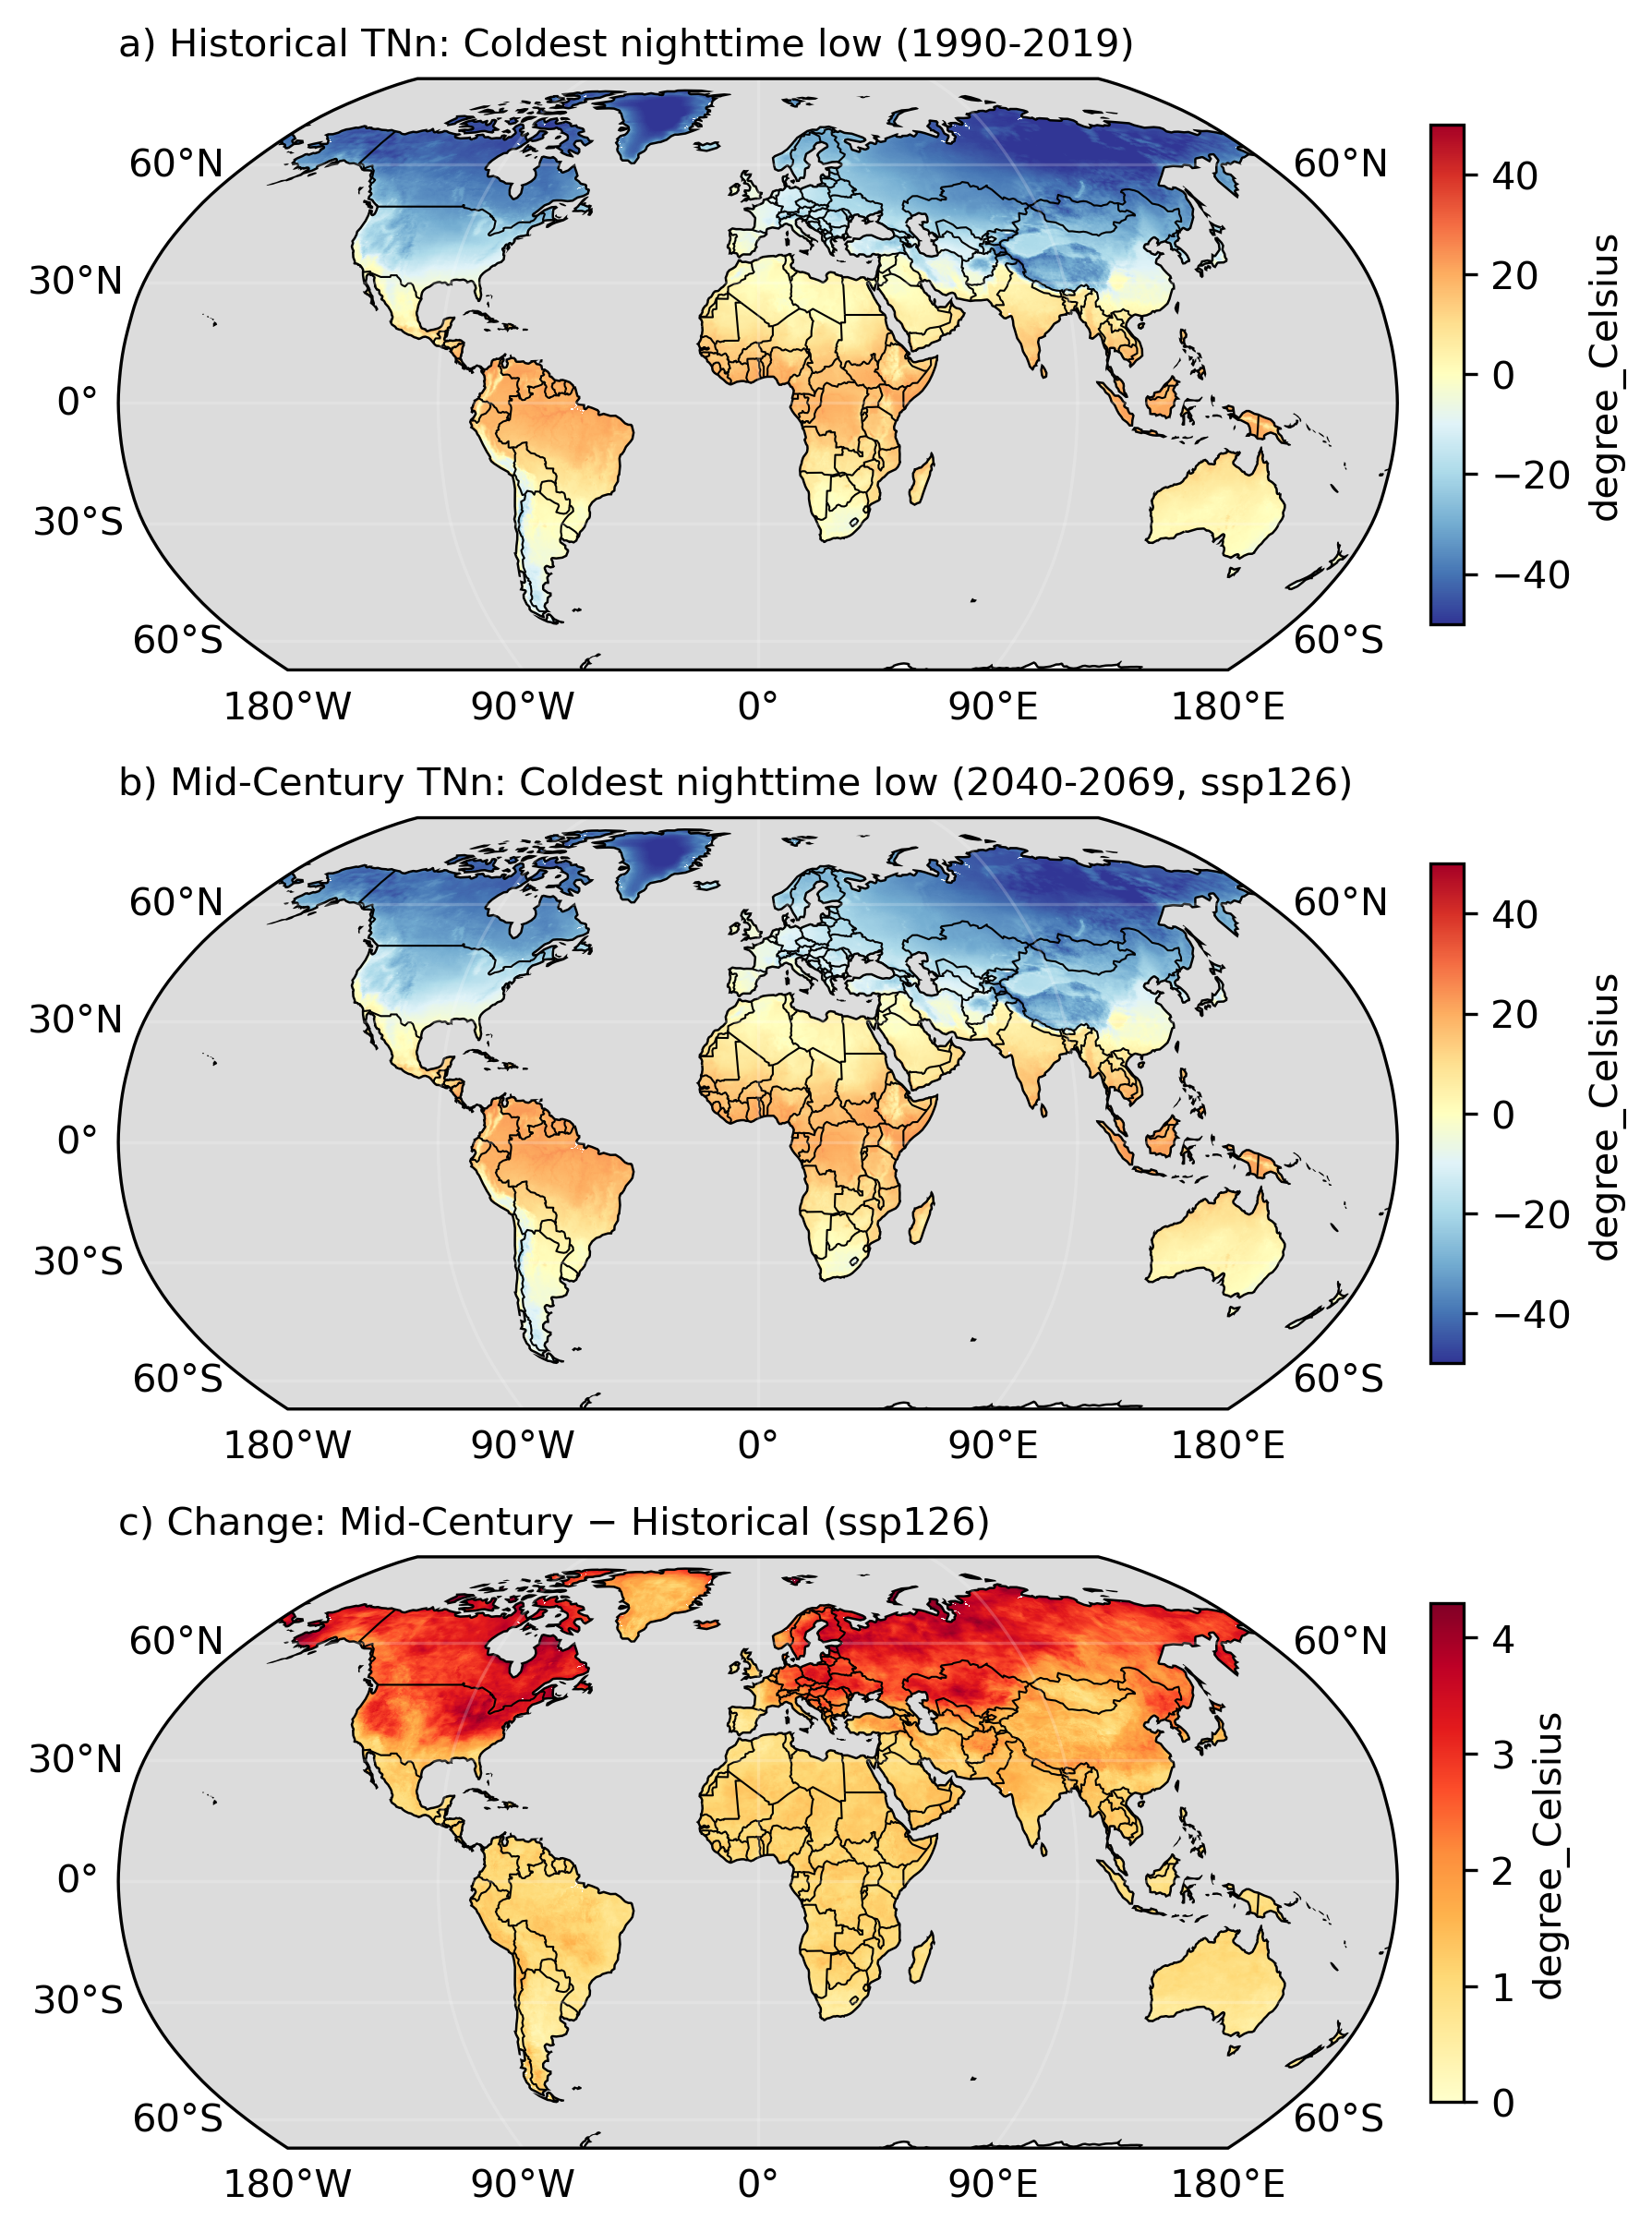 a) Historical TNn: Coldest nighttime low (1990-2019)
60°N
60°N
30°N
0°
30°S
60°S
60°S
180°W
90°W
0°
90°E
180°E
40
20
0
−20
−40
degree_Celsius
b) Mid-Century TNn: Coldest nighttime low (2040-2069, ssp126)
60°N
60°N
30°N
0°
30°S
60°S
60°S
180°W
90°W
0°
90°E
180°E
40
20
0
−20
−40
degree_Celsius
c) Change: Mid-Century − Historical (ssp126)
60°N
60°N
30°N
0°
30°S
60°S
60°S
180°W
90°W
0°
90°E
180°E
4
3
2
1
0
degree_Celsius